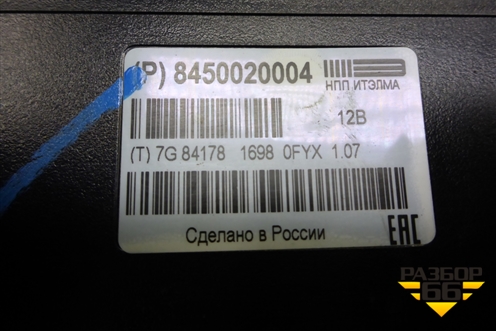 (P) 8450020004
НПП ИТЭЛМА
12В
(T) 7G 84178 1698 0FYX 1.07
Сделано в России
EAC
РАЗБОР
66